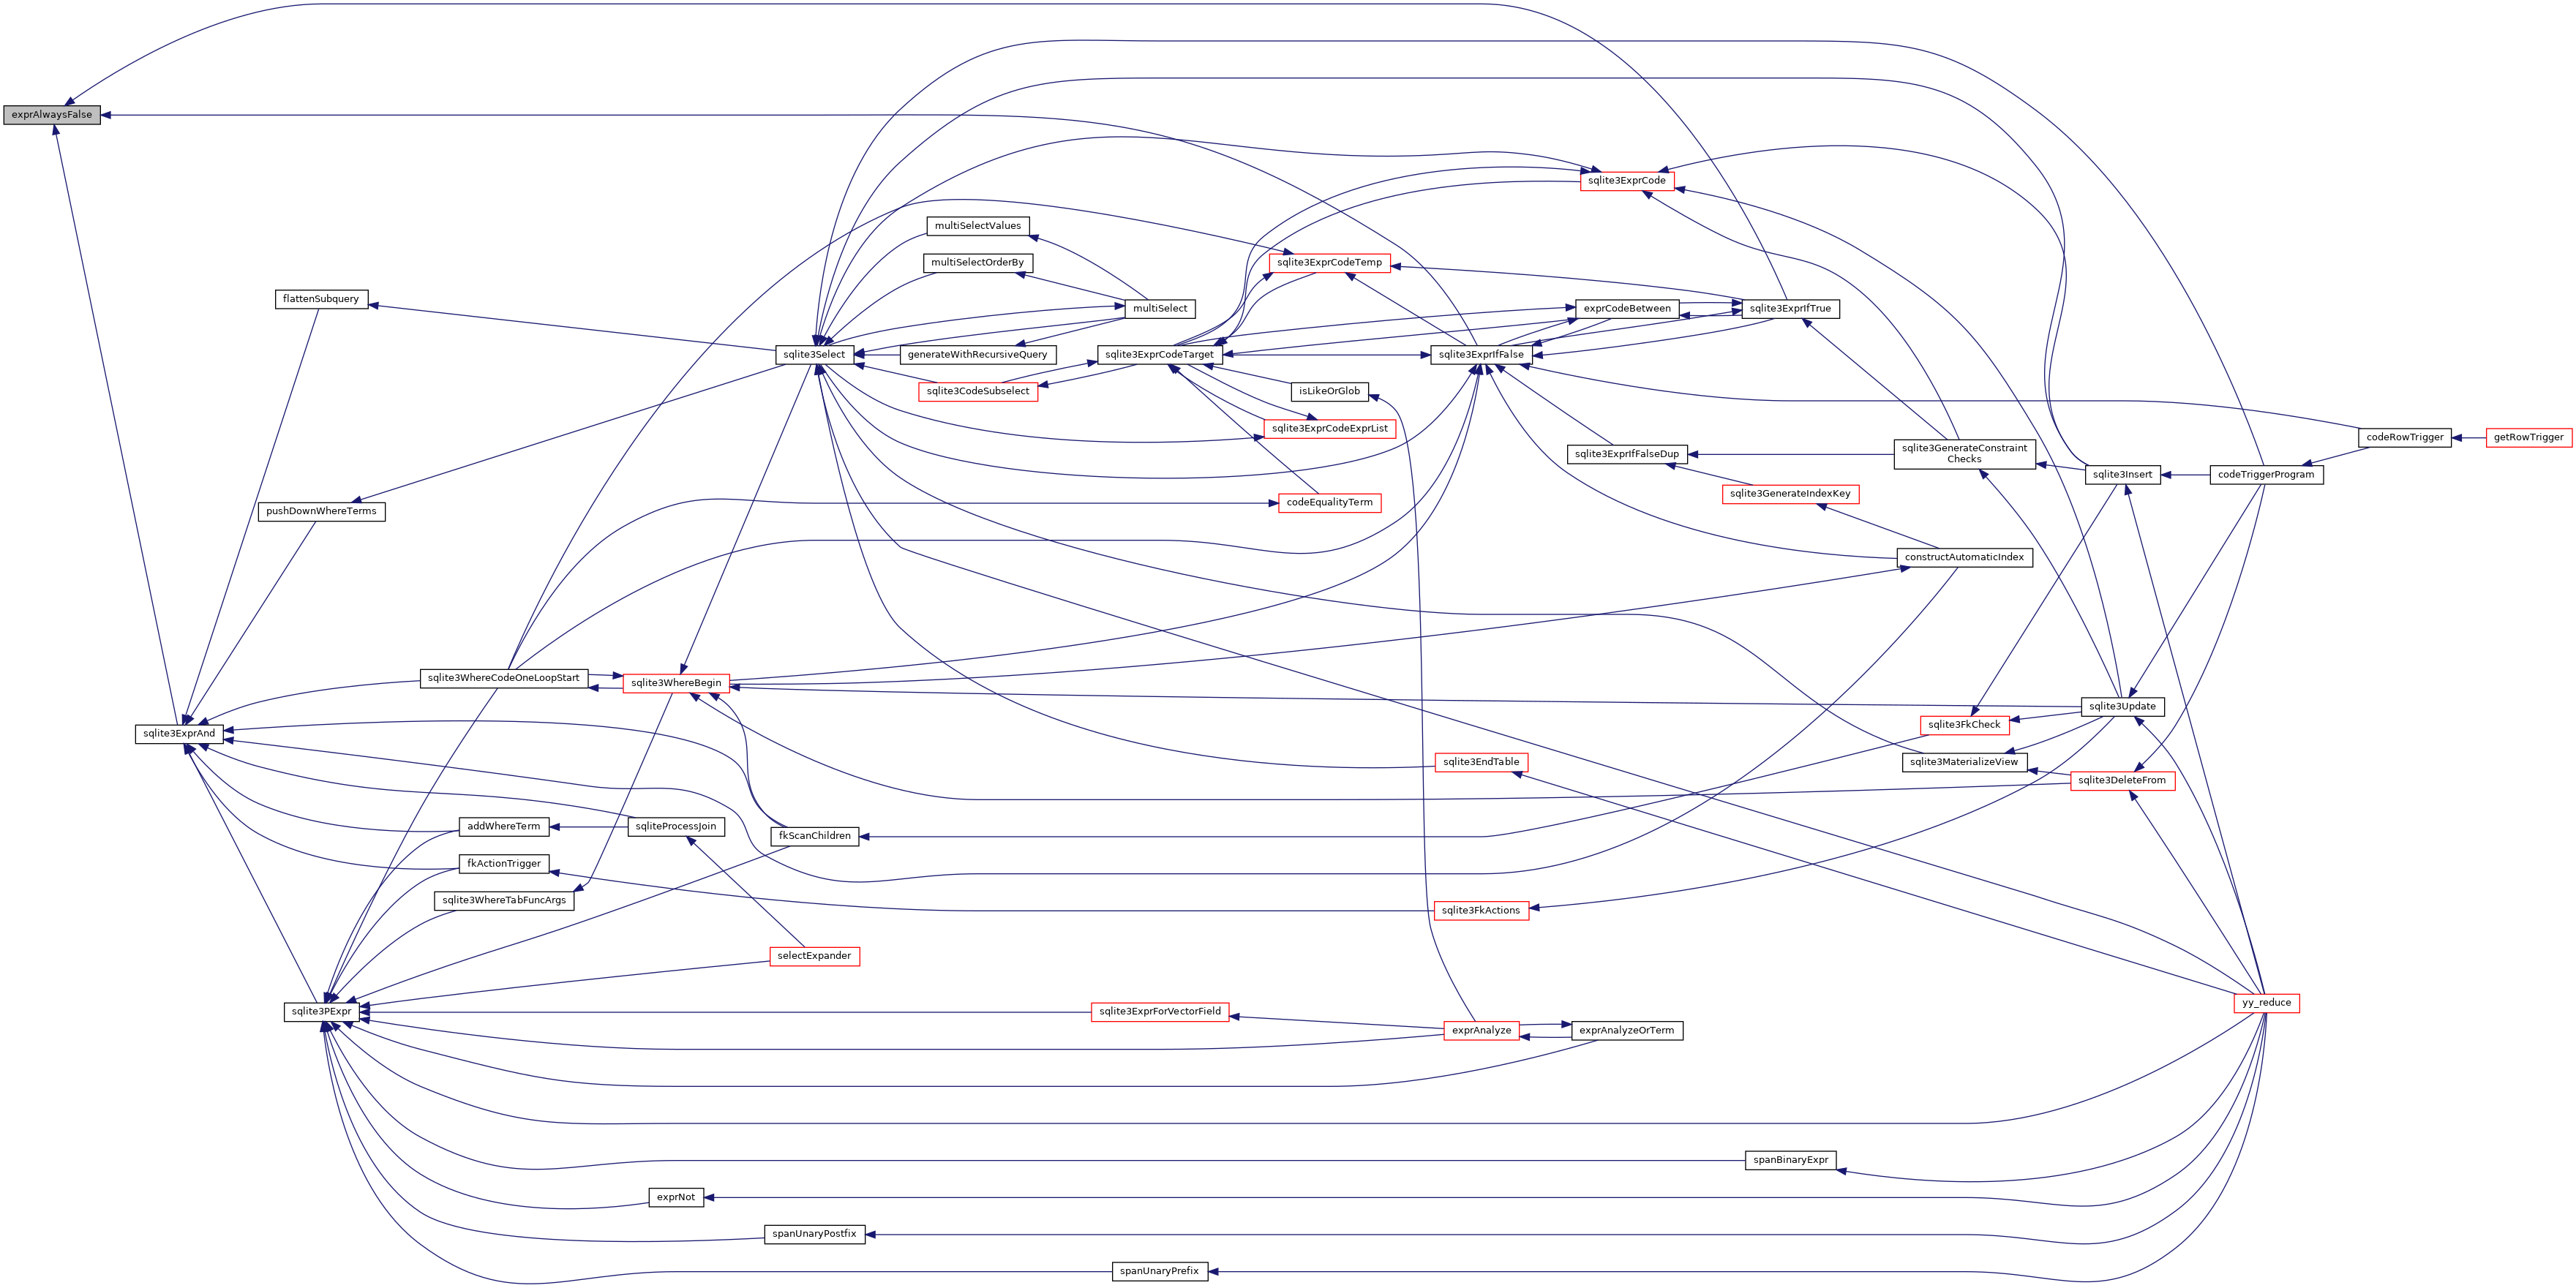 exprAlwaysFalse
sqlite3ExprCode
multiSelectValues
multiSelectOrderBy
sqlite3ExprCodeTemp
flattenSubquery
multiSelect
exprCodeBetween
sqlite3ExprIfTrue
sqlite3Select
generateWithRecursiveQuery
sqlite3ExprCodeTarget
sqlite3ExprIfFalse
sqlite3CodeSubselect
isLikeOrGlob
sqlite3ExprCodeExprList
codeRowTrigger
getRowTrigger
sqlite3ExprIfFalseDup
sqlite3GenerateConstraint
Checks
sqlite3Insert
codeTriggerProgram
sqlite3GenerateIndexKey
codeEqualityTerm
pushDownWhereTerms
constructAutomaticIndex
sqlite3WhereCodeOneLoopStart
sqlite3WhereBegin
sqlite3Update
sqlite3FkCheck
sqlite3ExprAnd
sqlite3EndTable
sqlite3MaterializeView
sqlite3DeleteFrom
addWhereTerm
sqliteProcessJoin
fkScanChildren
fkActionTrigger
sqlite3WhereTabFuncArgs
sqlite3FkActions
selectExpander
yy_reduce
sqlite3PExpr
sqlite3ExprForVectorField
exprAnalyze
exprAnalyzeOrTerm
spanBinaryExpr
exprNot
spanUnaryPostfix
spanUnaryPrefix